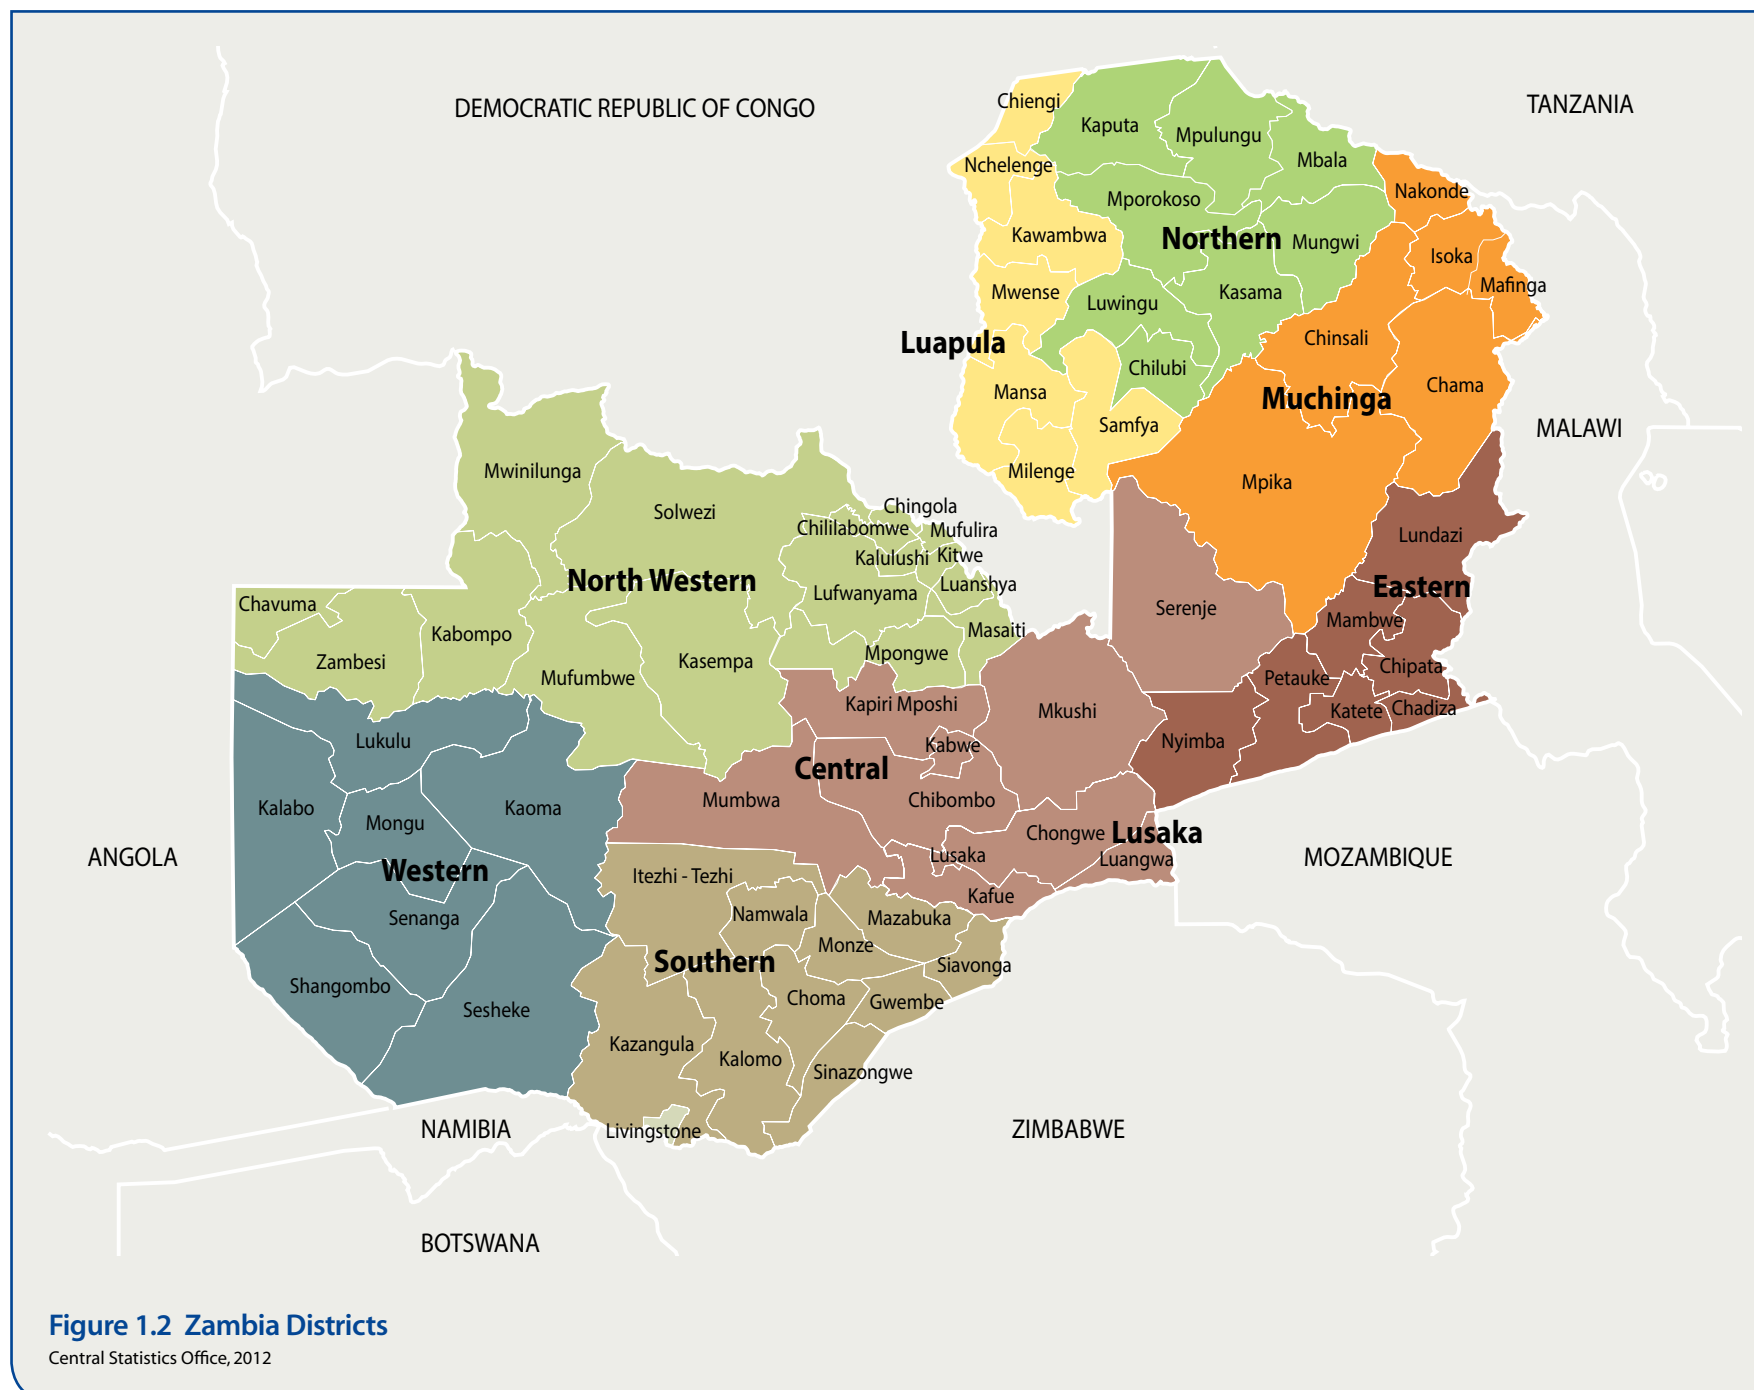 DEMOCRATIC REPUBLIC OF CONGO
TANZANIA
Chiengi
Kaputa
Mpulungu
Mbala
Nchelenge
Nakonde
Mporokoso
Kawambwa
Northern
Mungwi
Isoka
Mafinga
Mwense
Luwingu
Kasama
Luapula
Chinsali
Chilubi
Mansa
Muchinga
Chama
Samfya
MALAWI
Milenge
Mpika
Mwinilunga
Solwezi
Chingola
Chililabomwe
Mufulira
Lundazi
Kalulushi
Kitwe
North Western
Luanshya
Eastern
Lufwanyama
Chavuma
Serenje
Mambwe
Kabompo
Masaiti
Zambesi
Kasempa
Mpongwe
Chipata
Mufumbwe
Petauke
Kapiri Mposhi
Mkushi
Katete
Chadiza
Lukulu
Kabwe
Nyimba
Central
Kalabo
Kaoma
Mumbwa
Chibombo
Mongu
Chongwe
Lusaka
ANGOLA
Lusaka
Luangwa
MOZAMBIQUE
Western
Itezhi - Tezhi
Kafue
Senanga
Namwala
Mazabuka
Monze
Southern
Siavonga
Shangombo
Choma
Gwembe
Sesheke
Kazangula
Kalomo
Sinazongwe
NAMIBIA
Livingstone
ZIMBABWE
BOTSWANA
Figure 1.2 Zambia Districts
Central Statistics Office, 2012